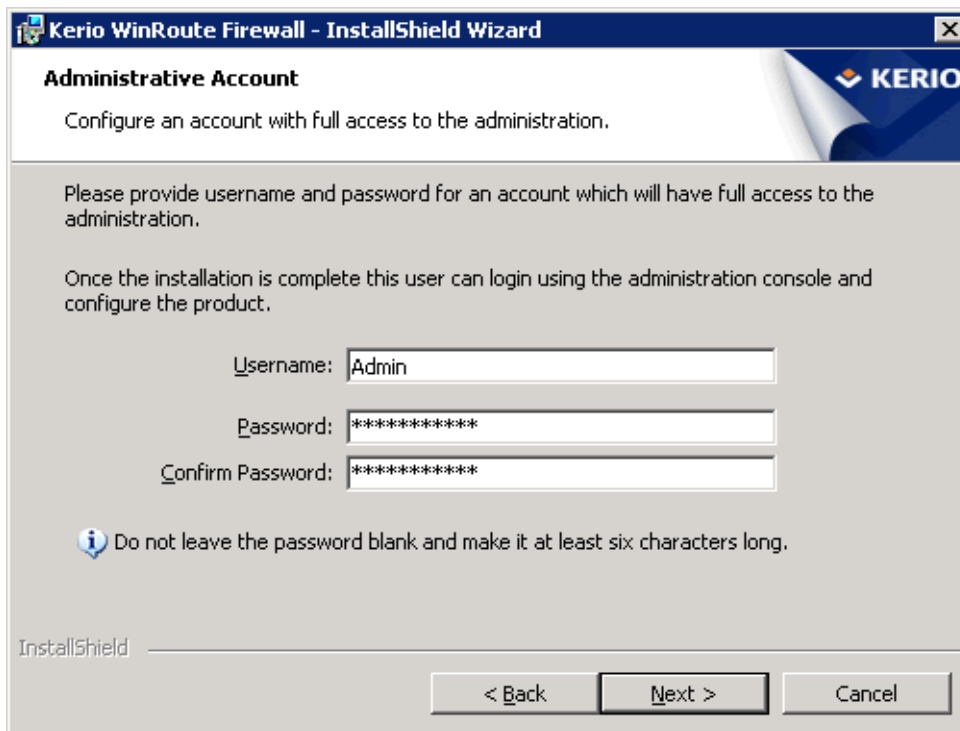 Kerio WinRoute Firewall - InstallShield Wizard
Administrative Account
KERIO
Configure an account with full access to the administration.
Please provide username and password for an account which will have full access to the
administration.
Once the installation is complete this user can login using the administration console and
configure the product.
Username: Admin
Password: ***********
Confirm Password: ***********
Do not leave the password blank and make it at least six characters long.
InstallShield
< Back Next > Cancel